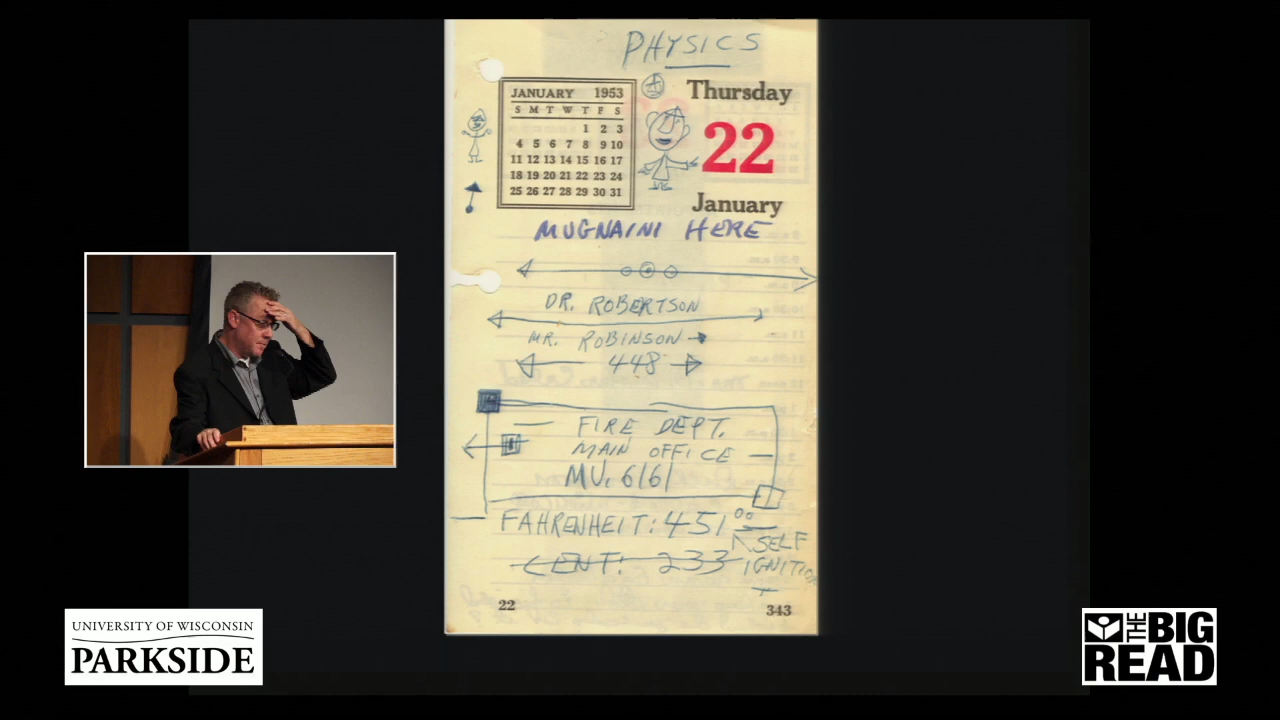 PHYSICS
JANUARY 1953
S M T W T F S
1 2 3
4 5 6 7 8 9 10
11 12 13 14 15 16 17
18 19 20 21 22 23 24
25 26 27 28 29 30 31
Thursday
22
January
MUGNAINI HERE
DR. ROBERTSON
MR. ROBINSON
448
FIRE DEPT.
MAIN OFFICE
MU. 6161
FAHRENHEIT: 451°°
SELF
IGNITION
CENT: 233
22
343
UNIVERSITY OF WISCONSIN
PARKSIDE
THE BIG
READ